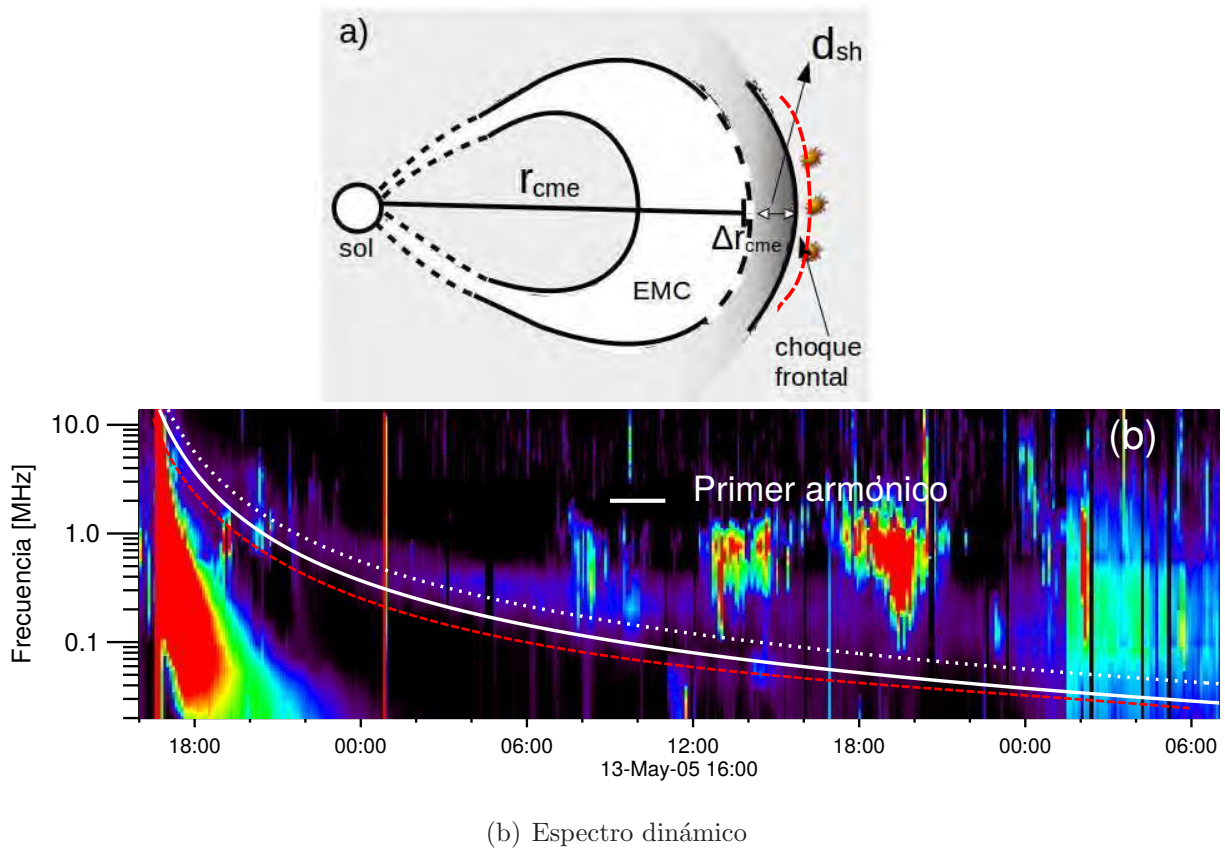 a)
dsh
rcme
sol
Δrcme
EMC
choque
frontal
(b)
Primer armónico
Frecuencia [MHz]
10.0
1.0
0.1
18:00 00:00 06:00 12:00 18:00 00:00 06:00
13-May-05 16:00
(b) Espectro dinámico